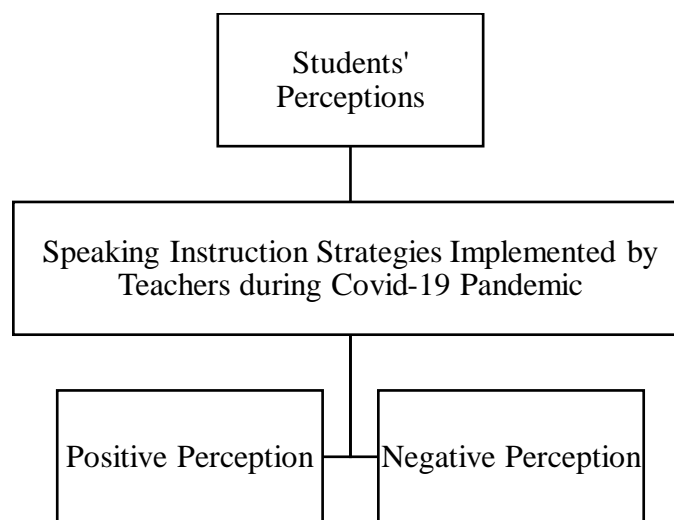 Students'
Perceptions
Speaking Instruction Strategies Implemented by
Teachers during Covid-19 Pandemic
Positive Perception
Negative Perception